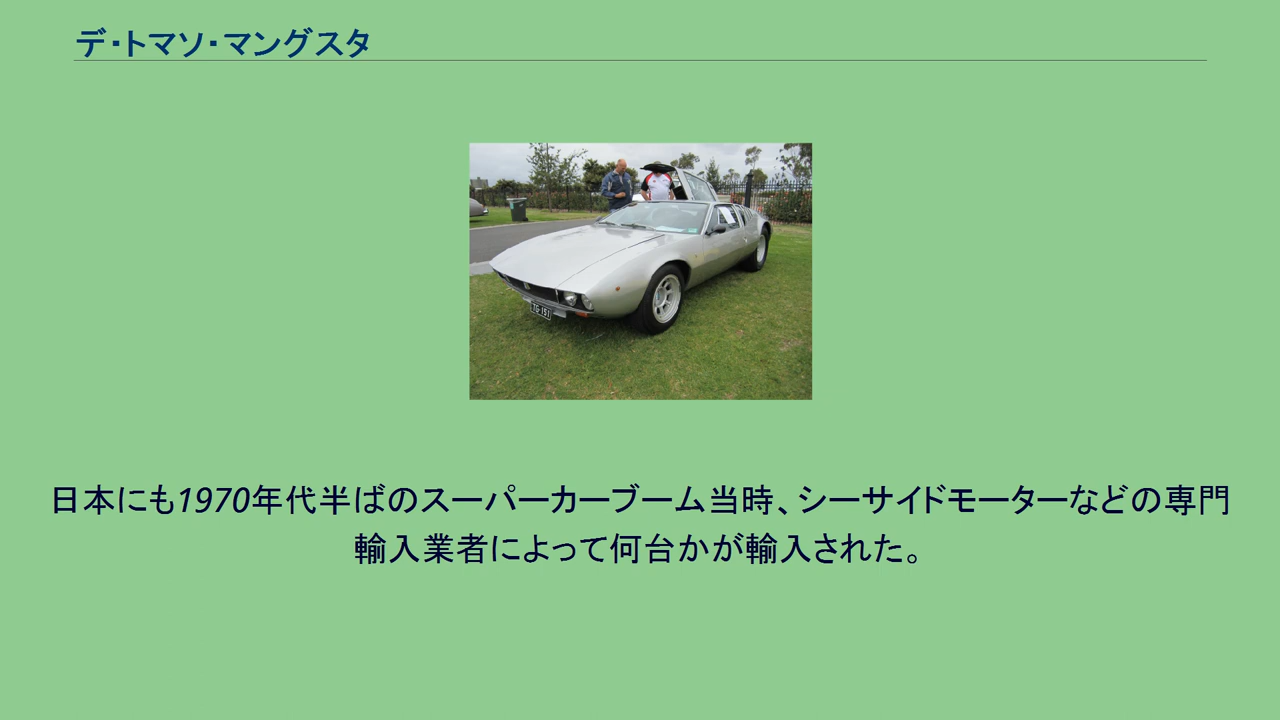 デ・トマソ・マングスタ
TG·151
日本にも1970年代半ばのスーパーカーブーム当時、シーサイドモーターなどの専門
輸入業者によって何台かが輸入された。